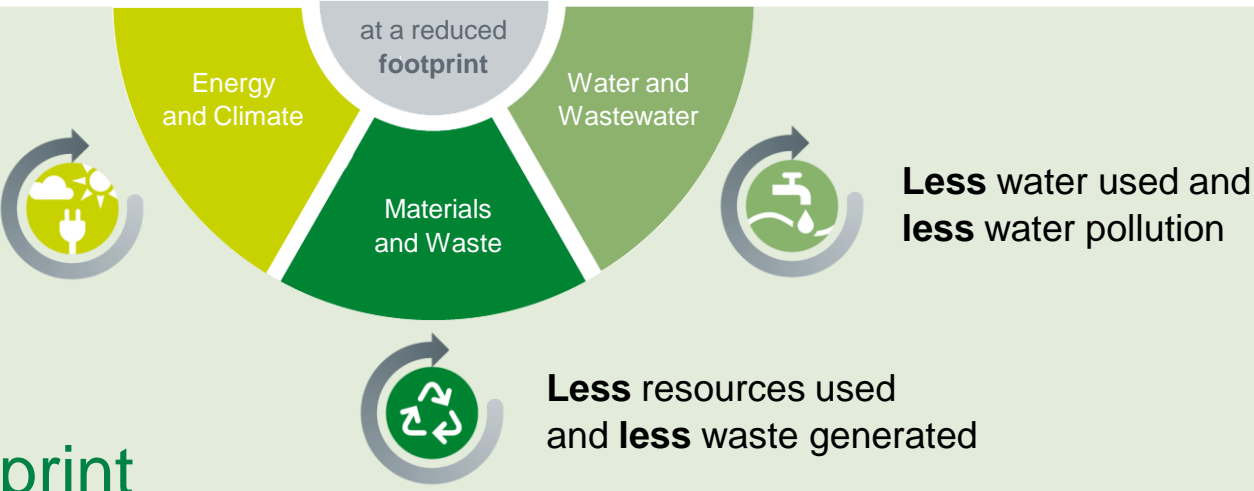 at a reduced
footprint
Energy
and Climate
Water and
Wastewater
Materials
and Waste
Less water used and
less water pollution
Less resources used
and less waste generated
print